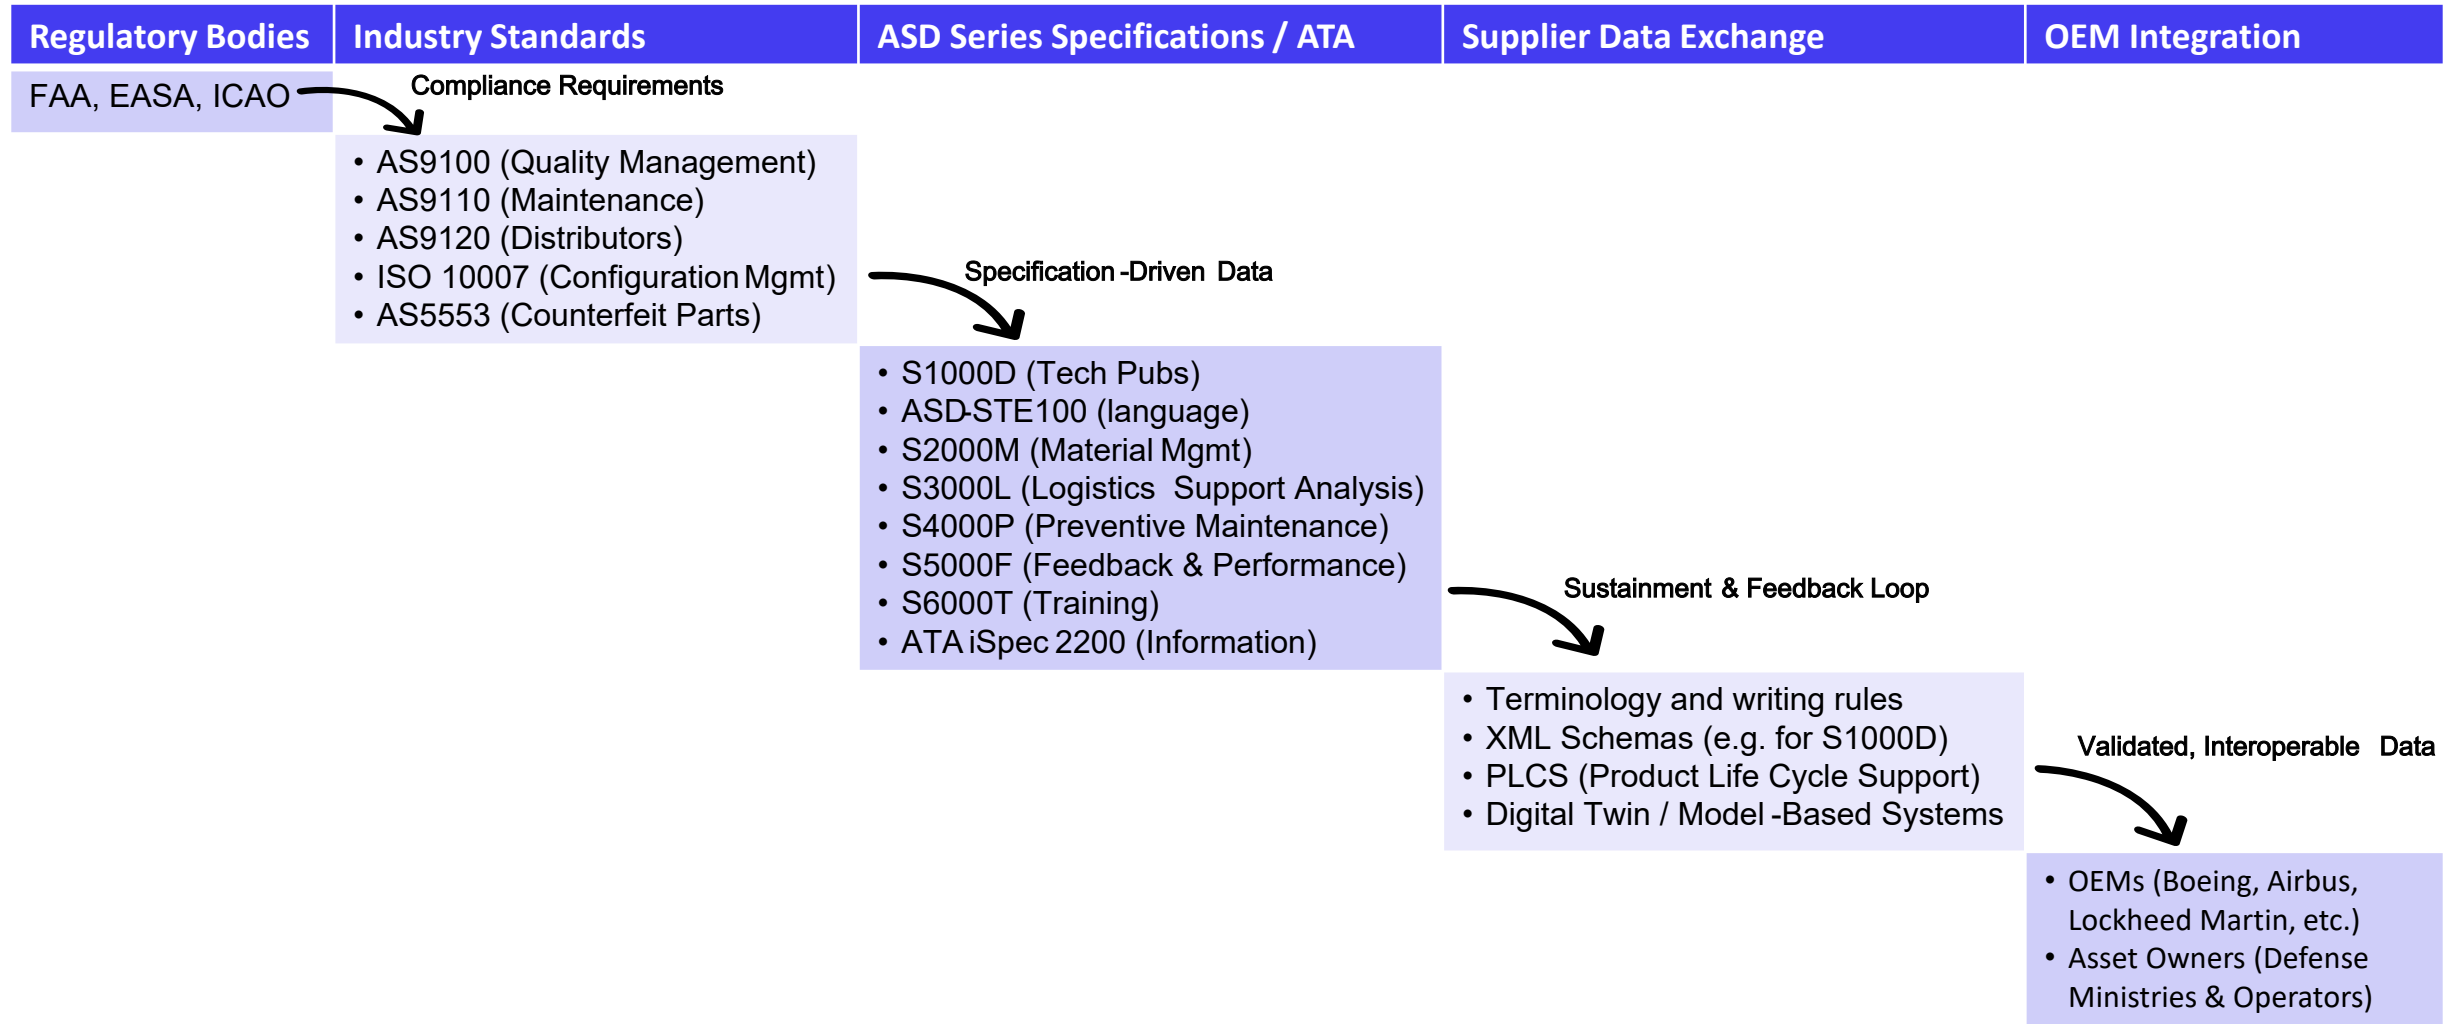 Regulatory Bodies
Industry Standards
ASD Series Specifications / ATA
Supplier Data Exchange
OEM Integration
FAA, EASA, ICAO
Compliance Requirements
• AS9100 (Quality Management)
• AS9110 (Maintenance)
• AS9120 (Distributors)
• ISO 10007 (Configuration Mgmt)
• AS5553 (Counterfeit Parts)
Specification-Driven Data
• S1000D (Tech Pubs)
• ASD-STE100 (language)
• S2000M (Material Mgmt)
• S3000L (Logistics Support Analysis)
• S4000P (Preventive Maintenance)
• S5000F (Feedback & Performance)
• S6000T (Training)
• ATA iSpec 2200 (Information)
Sustainment & Feedback Loop
• Terminology and writing rules
• XML Schemas (e.g. for S1000D)
• PLCS (Product Life Cycle Support)
• Digital Twin / Model-Based Systems
Validated, Interoperable Data
• OEMs (Boeing, Airbus,
Lockheed Martin, etc.)
• Asset Owners (Defense
Ministries & Operators)